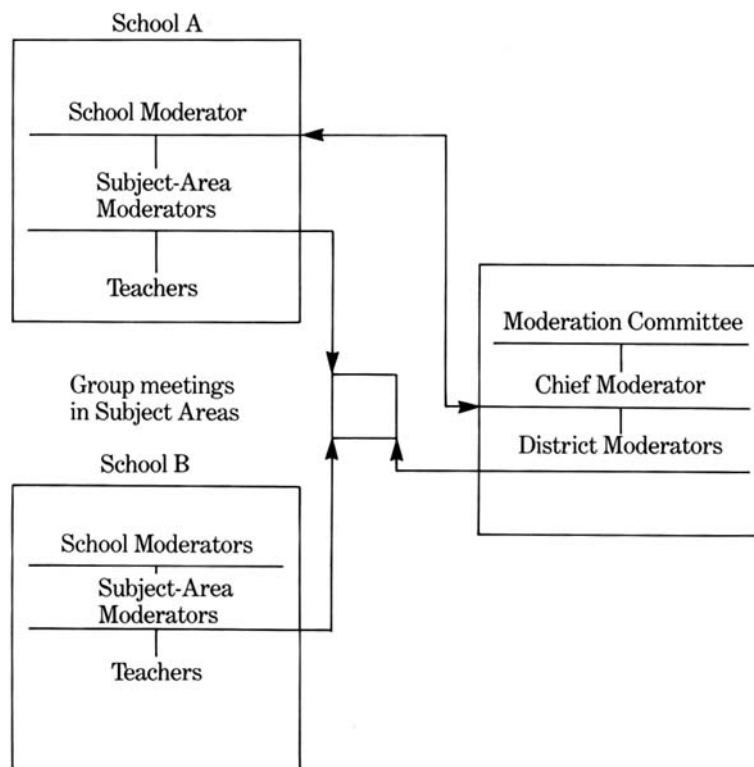 School A
School Moderator
Subject-Area
Moderators
Teachers
Group meetings
in Subject Areas
School B
School Moderators
Subject-Area
Moderators
Teachers
Moderation Committee
Chief Moderator
District Moderators